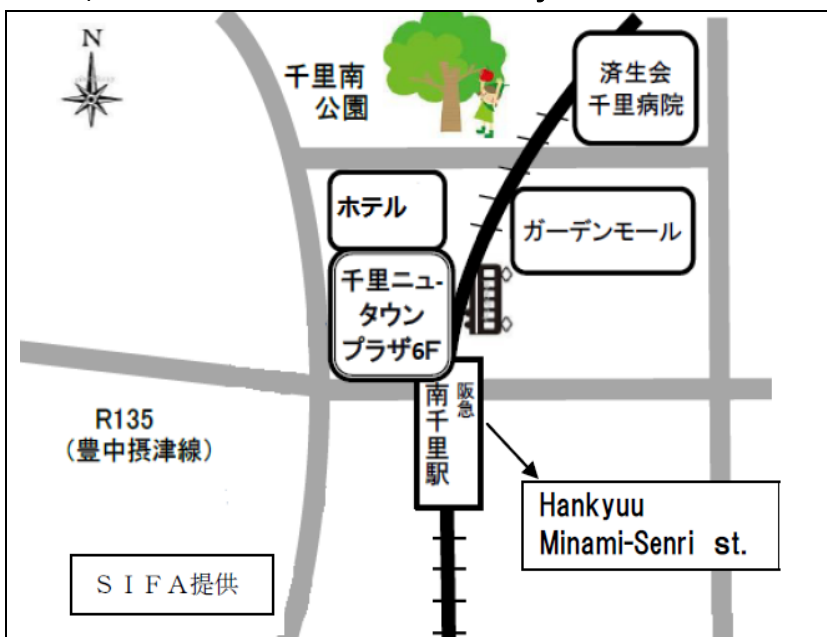 N
千里南
公園
済生会
千里病院
ホテル
ガーデンモール
千里ニュ-
タウン
プラザ6F
阪急
南千里駅
R135
（豊中摂津線）
Hankyuu
Minami-Senri st.
ＳＩＦＡ提供